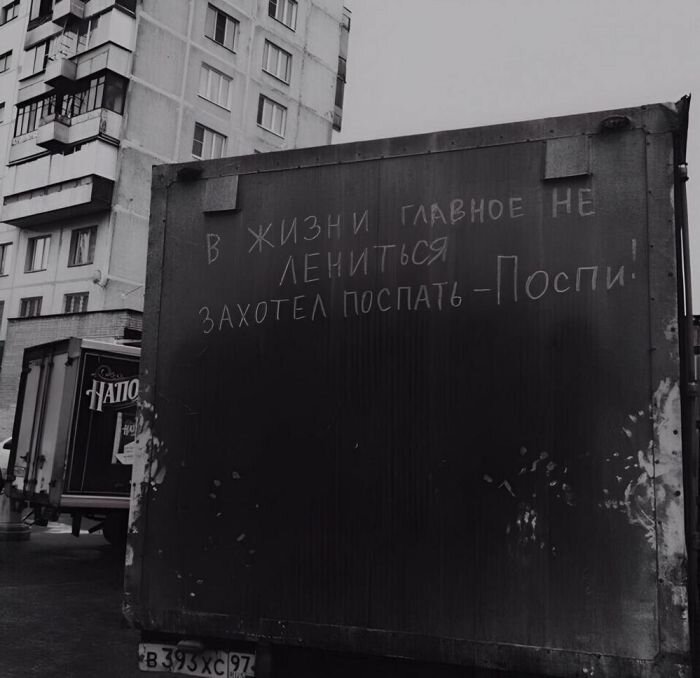 В ЖИЗНИ ГЛАВНОЕ НЕ
ЛЕНИТЬСЯ
ЗАХОТЕЛ ПОСПАТЬ – Поспи!
НАПО
В 393 ХС 97